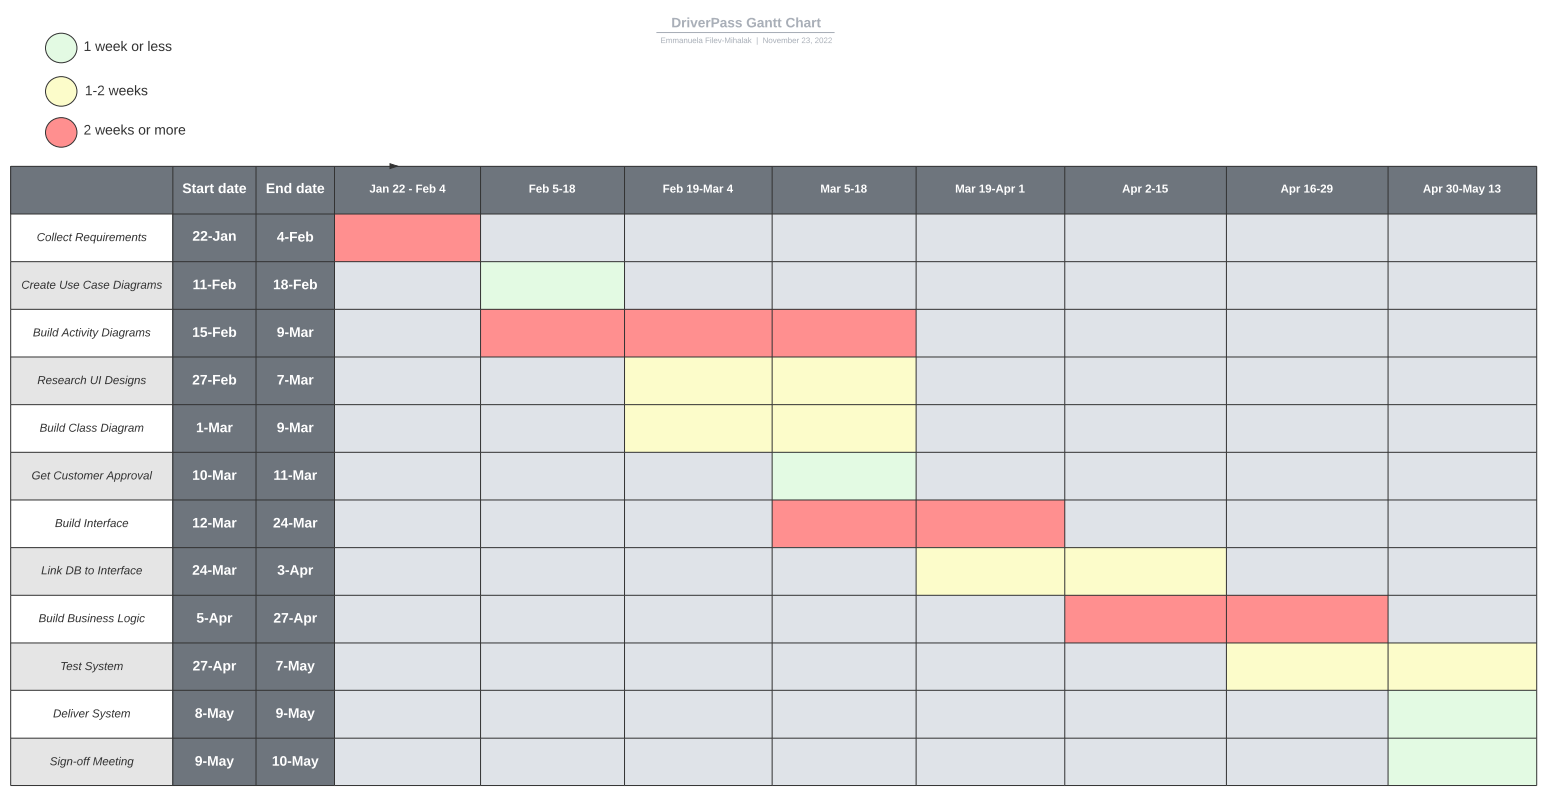 DriverPass Gantt Chart
Emmanuela Filev-Mihalak | November 23, 2022
1 week or less
1-2 weeks
2 weeks or more
Start date End date Jan 22 - Feb 4 Feb 5-18 Feb 19-Mar 4 Mar 5-18 Mar 19-Apr 1 Apr 2-15 Apr 16-29 Apr 30-May 13
Collect Requirements 22-Jan 4-Feb
Create Use Case Diagrams 11-Feb 18-Feb
Build Activity Diagrams 15-Feb 9-Mar
Research UI Designs 27-Feb 7-Mar
Build Class Diagram 1-Mar 9-Mar
Get Customer Approval 10-Mar 11-Mar
Build Interface 12-Mar 24-Mar
Link DB to Interface 24-Mar 3-Apr
Build Business Logic 5-Apr 27-Apr
Test System 27-Apr 7-May
Deliver System 8-May 9-May
Sign-off Meeting 9-May 10-May